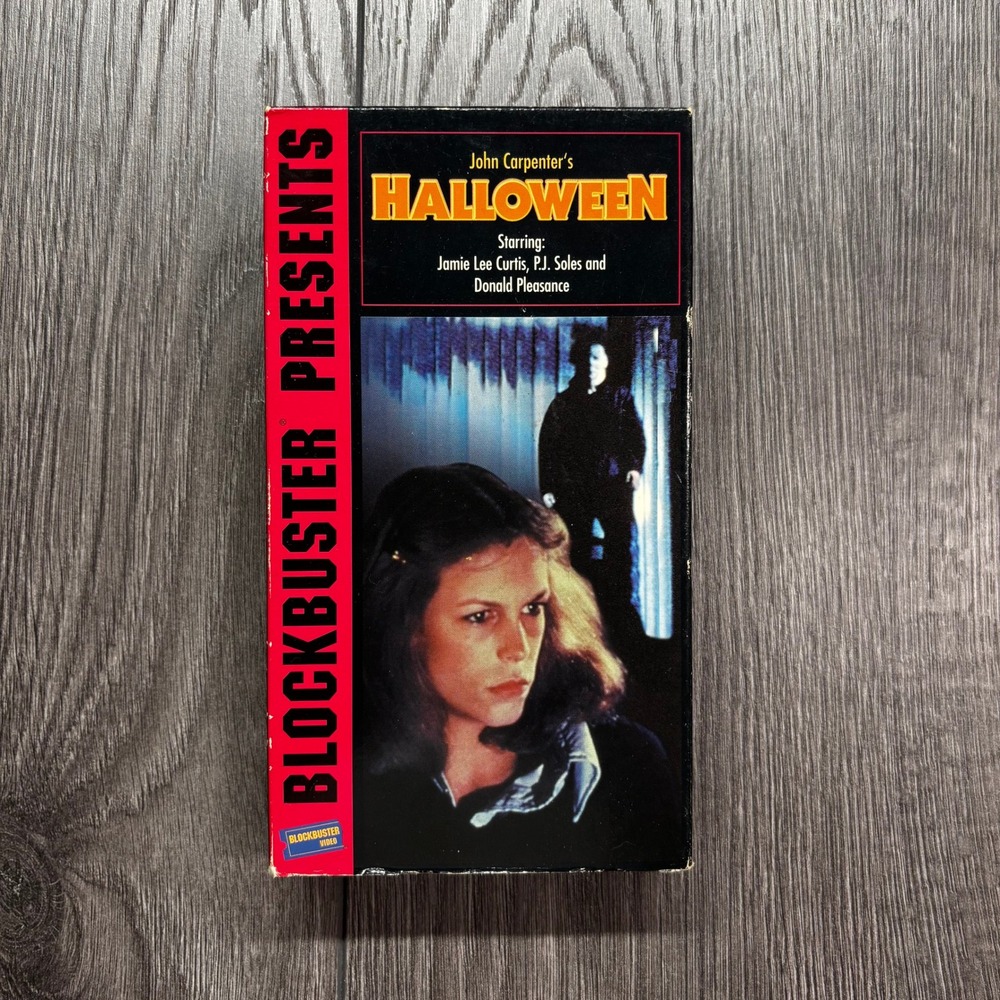 BLOCKBUSTER® PRESENTS
John Carpenter's
HALLOWEEN
Starring:
Jamie Lee Curtis, P.J. Soles and
Donald Pleasance
BLOCKBUSTER
VIDEO